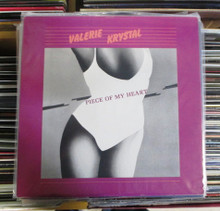 VALERIE KRYSTAL
PIECE OF MY HEART